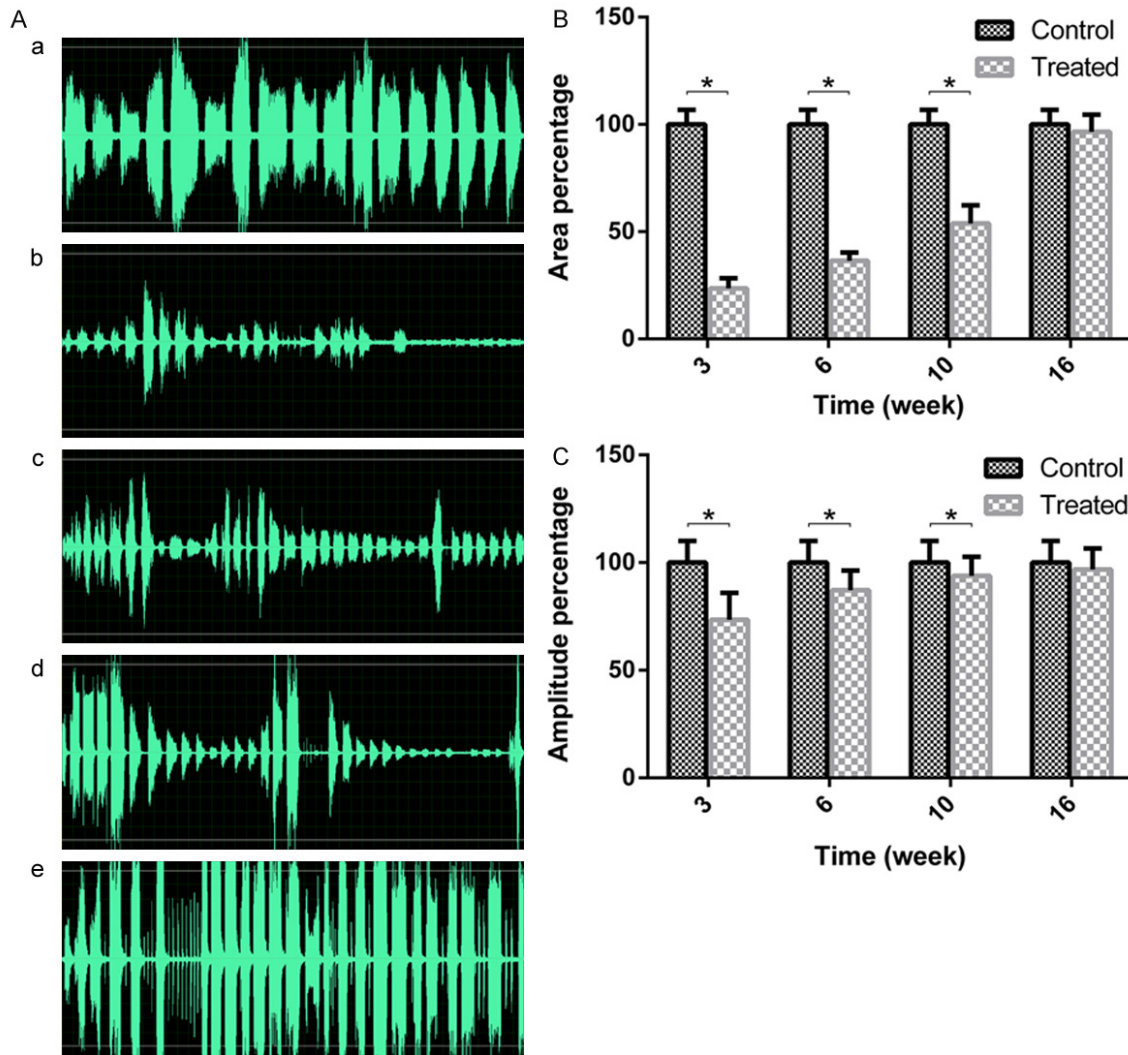 A
a
b
c
d
e
B
Control
Treated
Area percentage
150
100
50
0
* * *
3 6 10 16
Time (week)
C
Control
Treated
Amplitude percentage
150
100
50
0
* * *
3 6 10 16
Time (week)